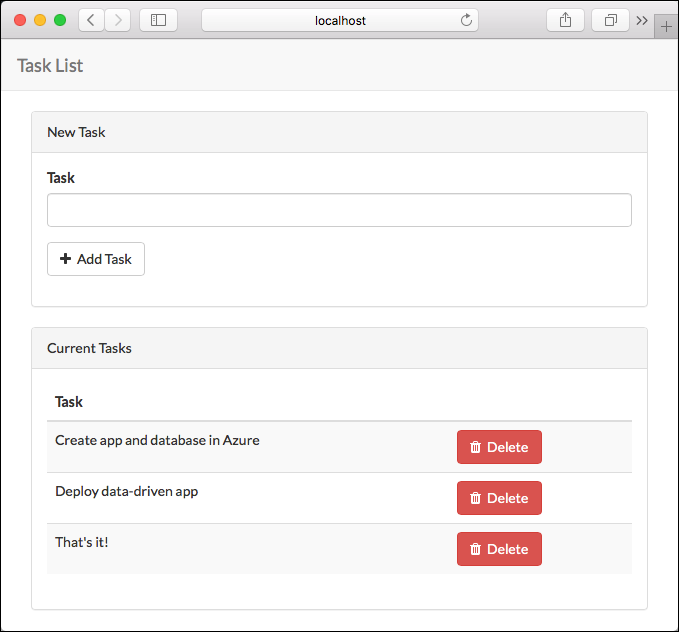 localhost
Task List
New Task
Task
Add Task
Current Tasks
Task
Create app and database in Azure
Delete
Deploy data-driven app
Delete
That's it!
Delete